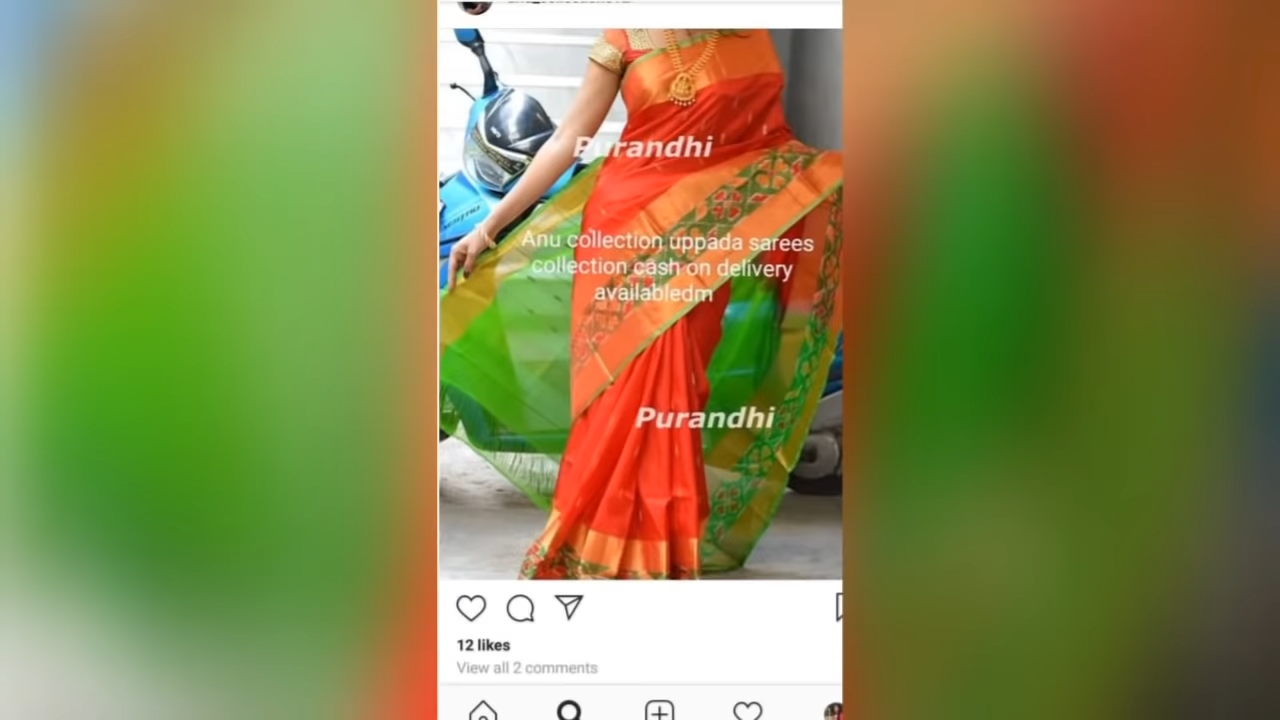 Purandhi
Anu collection uppada sarees
collection cash on delivery
availabledm
Purandhi
12 likes
View all 2 comments